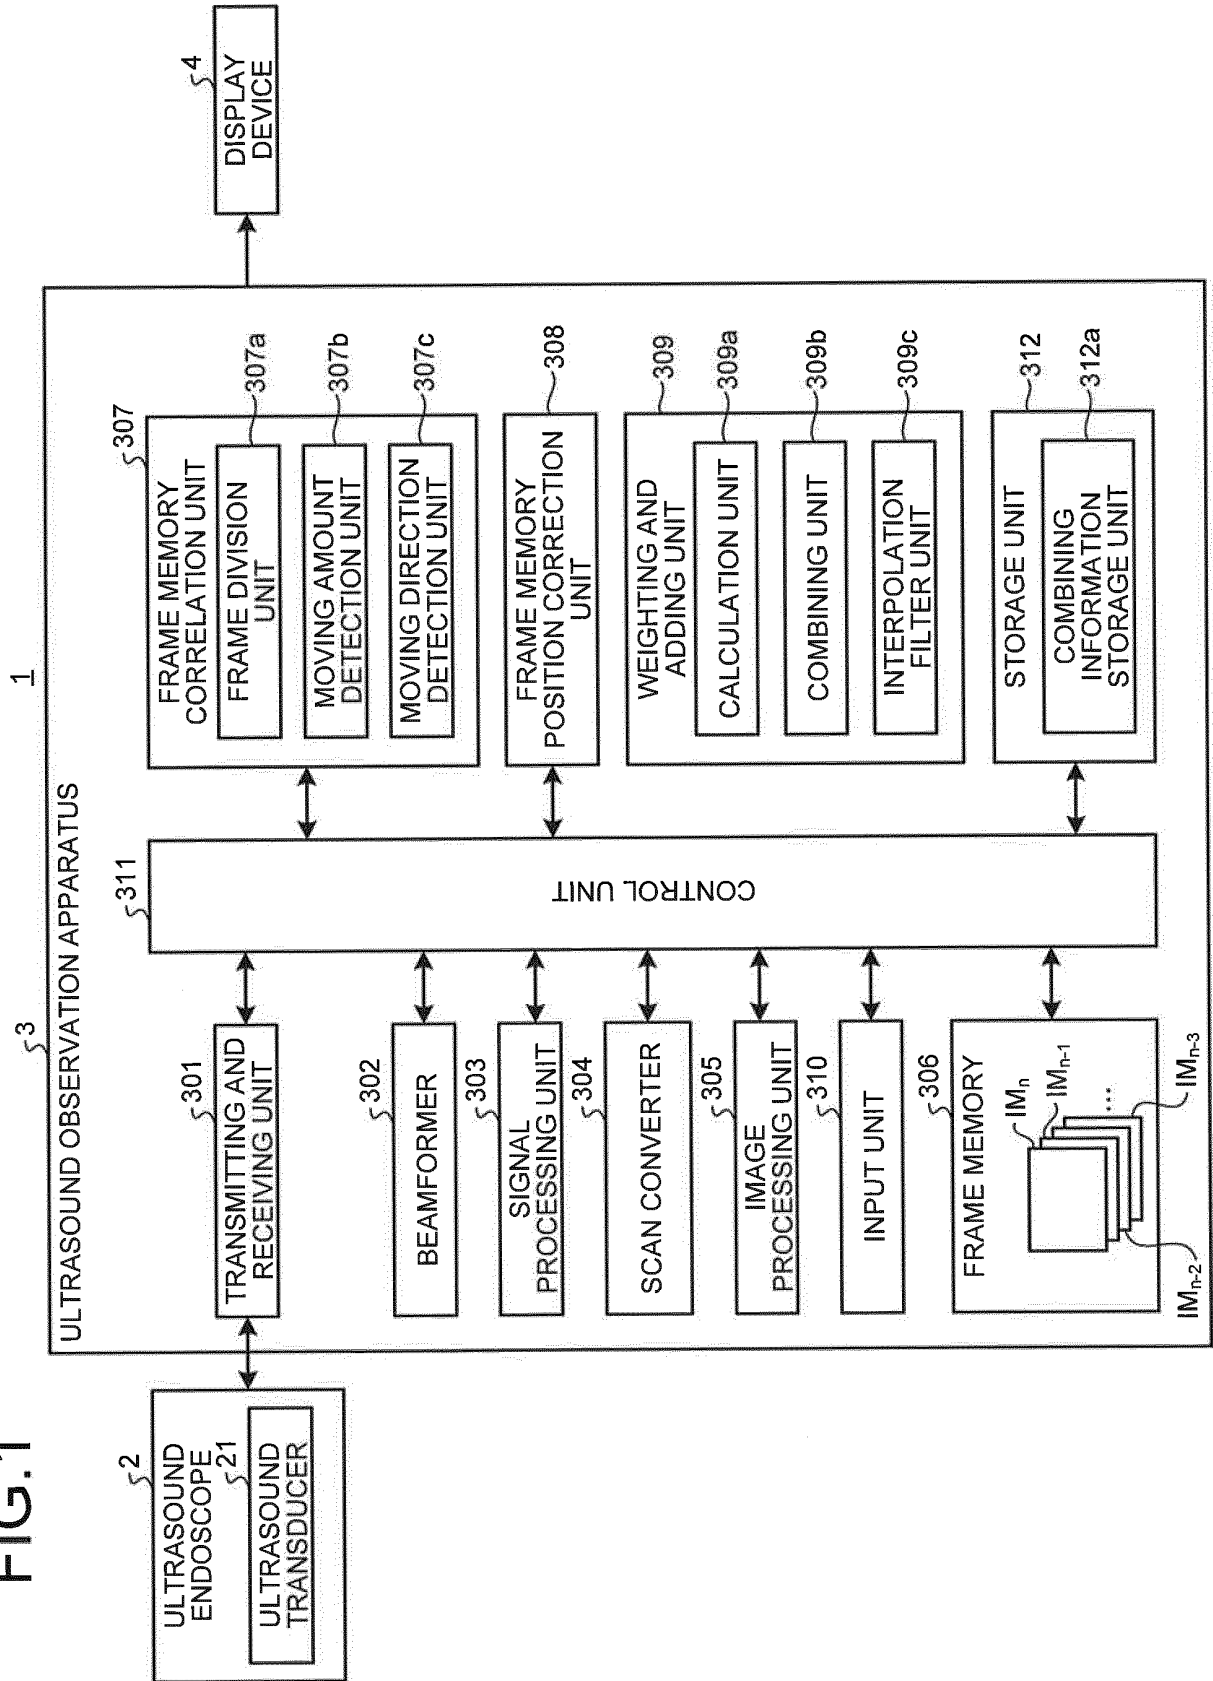 FIG.1
1
2
ULTRASOUND
ENDOSCOPE
21
ULTRASOUND
TRANSDUCER
3
ULTRASOUND OBSERVATION APPARATUS
301
TRANSMITTING AND
RECEIVING UNIT
302
BEAMFORMER
303
SIGNAL
PROCESSING UNIT
304
SCAN CONVERTER
305
IMAGE
PROCESSING UNIT
310
INPUT UNIT
306
FRAME MEMORY
IMn
IMn-1
...
IMn-2
IMn-3
311
CONTROL UNIT
307
FRAME MEMORY
CORRELATION UNIT
FRAME DIVISION
UNIT
307a
MOVING AMOUNT
DETECTION UNIT
307b
MOVING DIRECTION
DETECTION UNIT
307c
FRAME MEMORY
POSITION CORRECTION
UNIT
308
WEIGHTING AND
ADDING UNIT
309
CALCULATION UNIT
309a
COMBINING UNIT
309b
INTERPOLATION
FILTER UNIT
309c
STORAGE UNIT
312
COMBINING
INFORMATION
STORAGE UNIT
312a
4
DISPLAY
DEVICE